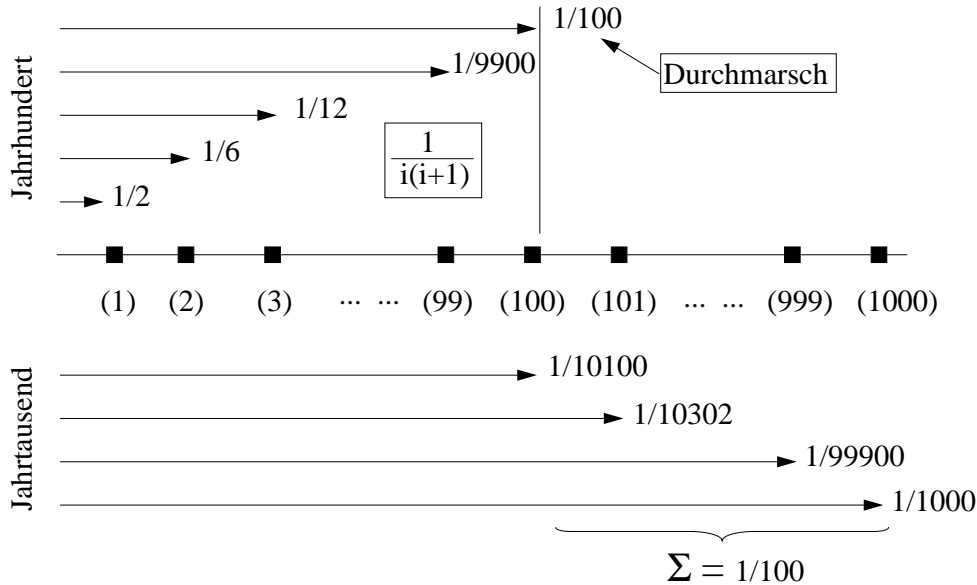 Jahrhundert
1/100
Durchmarsch
1/9900
1/12
1/6
1/2
1
i(i+1)
(1) (2) (3) ... ... (99) (100) (101) ... ... (999) (1000)
Jahrtausend
1/10100
1/10302
1/99900
1/1000
Σ = 1/100